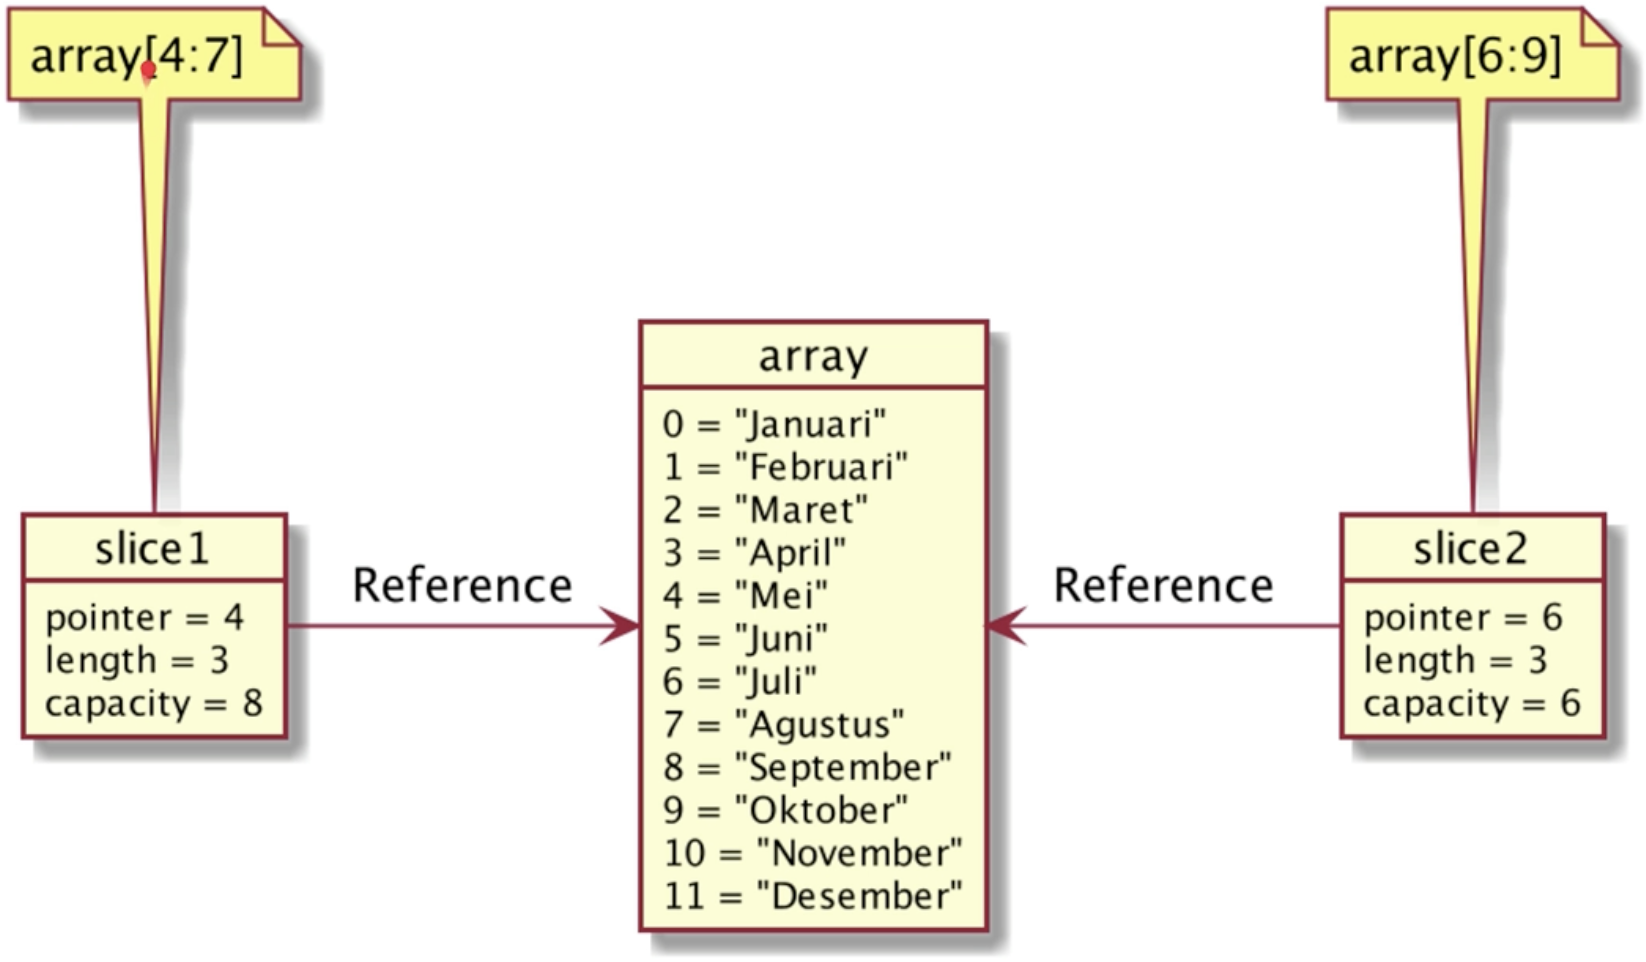 array[4:7]
array[6:9]
array
0 = "Januari"
1 = "Februari"
2 = "Maret"
3 = "April"
4 = "Mei"
5 = "Juni"
6 = "Juli"
7 = "Agustus"
8 = "September"
9 = "Oktober"
10 = "November"
11 = "Desember"
slice1
pointer = 4
length = 3
capacity = 8
Reference
Reference
slice2
pointer = 6
length = 3
capacity = 6